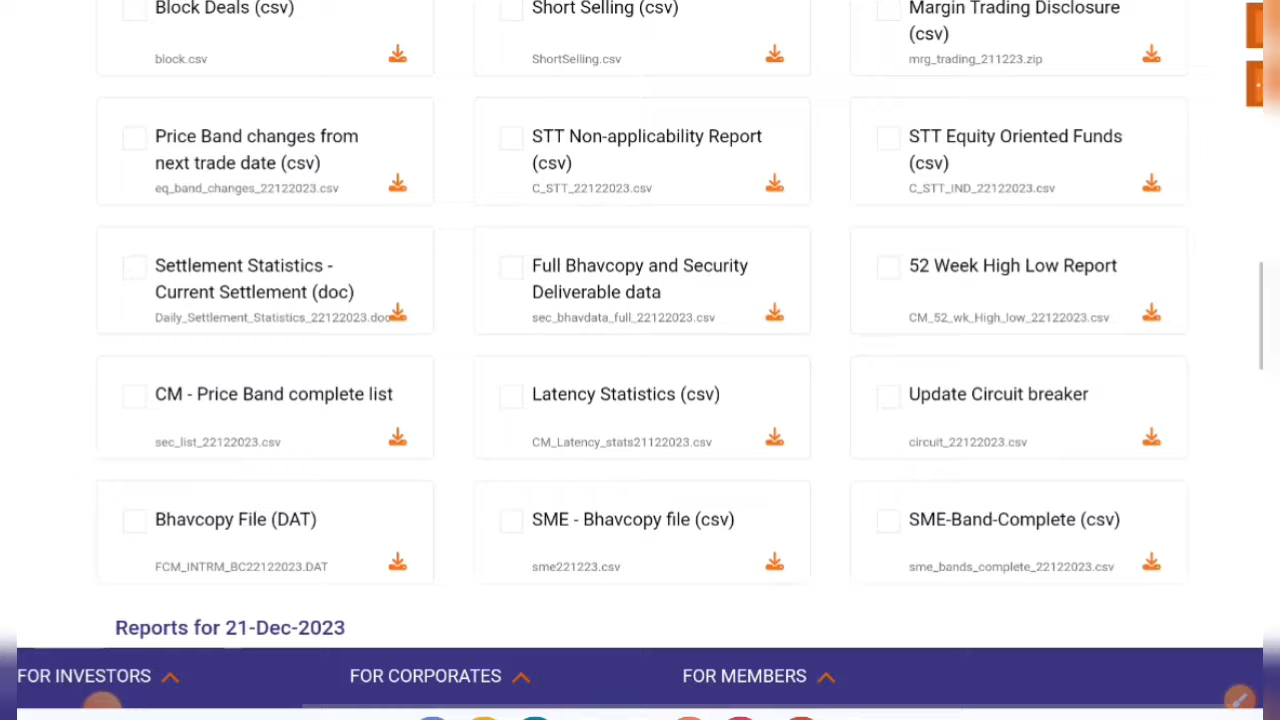 Block Deals (csv)
block.csv
Short Selling (csv)
ShortSelling.csv
Margin Trading Disclosure
(csv)
mrg_trading_211223.zip
Price Band changes from
next trade date (csv)
eq_band_changes_22122023.csv
STT Non-applicability Report
(csv)
C_STT_22122023.csv
STT Equity Oriented Funds
(csv)
C_STT_IND_22122023.csv
Settlement Statistics -
Current Settlement (doc)
Daily_Settlement_Statistics_22122023.doc
Full Bhavcopy and Security
Deliverable data
sec_bhavdata_full_22122023.csv
52 Week High Low Report
CM_52_wk_High_low_22122023.csv
CM - Price Band complete list
sec_list_22122023.csv
Latency Statistics (csv)
CM_Latency_stats21122023.csv
Update Circuit breaker
circuit_22122023.csv
Bhavcopy File (DAT)
FCM_INTRM_BC22122023.DAT
SME - Bhavcopy file (csv)
sme221223.csv
SME-Band-Complete (csv)
sme_bands_complete_22122023.csv
Reports for 21-Dec-2023
FOR INVESTORS
FOR CORPORATES
FOR MEMBERS